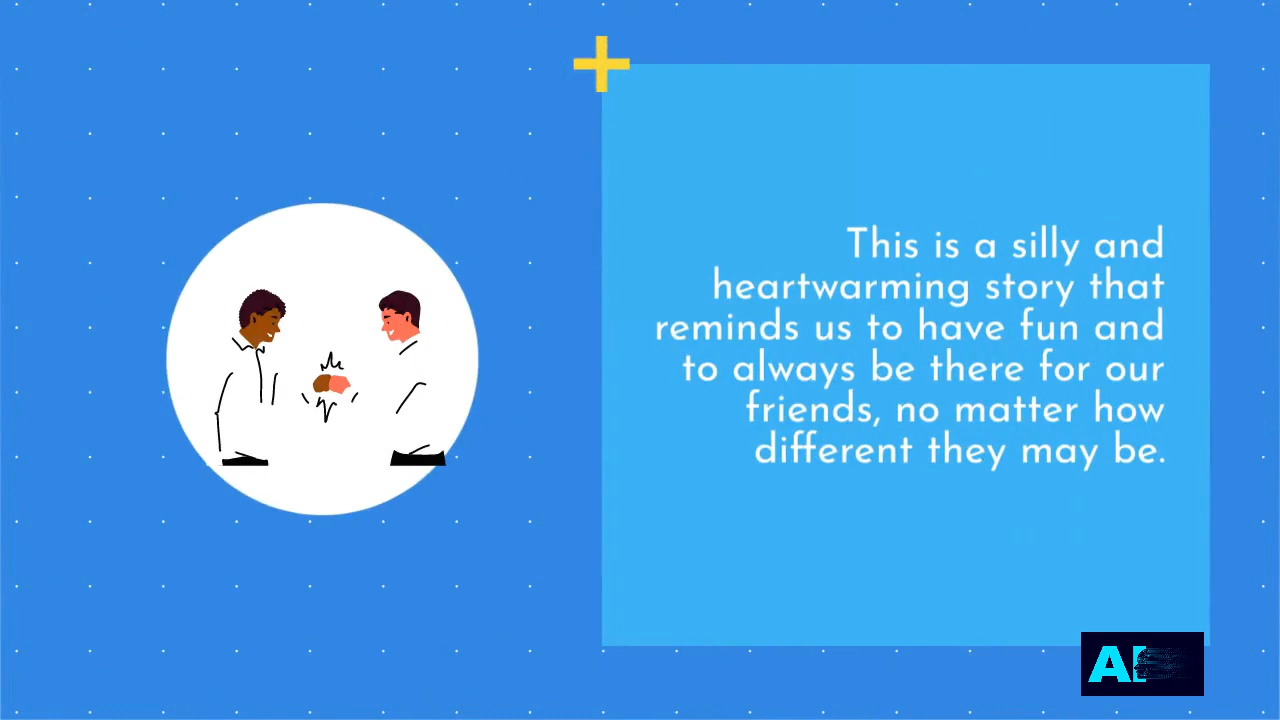 This is a silly and
heartwarming story that
reminds us to have fun and
to always be there for our
friends, no matter how
different they may be.